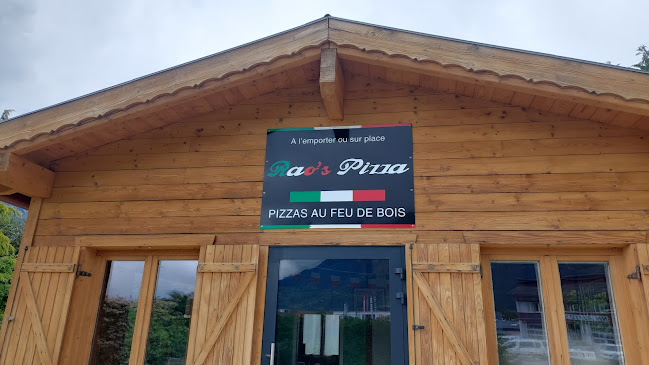 A l'emporter ou sur place
Rao's Pizza
PIZZAS AU FEU DE BOIS